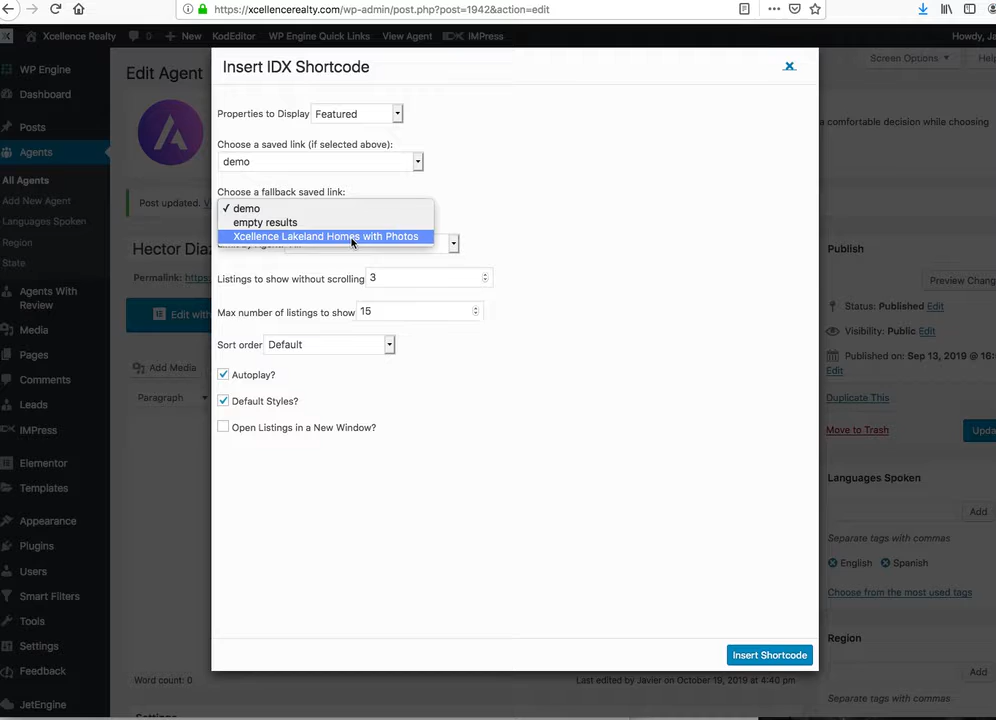 https://xcellencerealty.com/wp-admin/post.php?post=1942&action=edit
Xcellence Realty 0 New KodEditor WP Engine Quick Links View Agent IMPress Howdy, Ja
WP Engine
Dashboard
Posts
Agents
All Agents
Add New Agent
Languages Spoken
Region
State
Agents With
Review
Media
Pages
Comments
Leads
IMPress
Elementor
Templates
Appearance
Plugins
Users
Smart Filters
Tools
Settings
Feedback
JetEngine
Edit Agent
Post updated. V
Hector Diaz
Permalink: https:
Edit with
Add Media
Paragraph
Word count: 0
Insert IDX Shortcode
Properties to Display Featured
Choose a saved link (if selected above):
demo
Choose a fallback saved link:
✓ demo
empty results
Xcellence Lakeland Homes with Photos
Listings to show without scrolling 3
Max number of listings to show 15
Sort order Default
Autoplay?
Default Styles?
Open Listings in a New Window?
Insert Shortcode
Last edited by Javier on October 19, 2019 at 4:40 pm
Screen Options Help
a comfortable decision while choosing
Publish
Preview Chang
Status: Published Edit
Visibility: Public Edit
Published on: Sep 13, 2019 @ 16:
Edit
Duplicate This
Move to Trash
Upda
Languages Spoken
Add
Separate tags with commas
English Spanish
Choose from the most used tags
Region
Add
Separate tags with commas